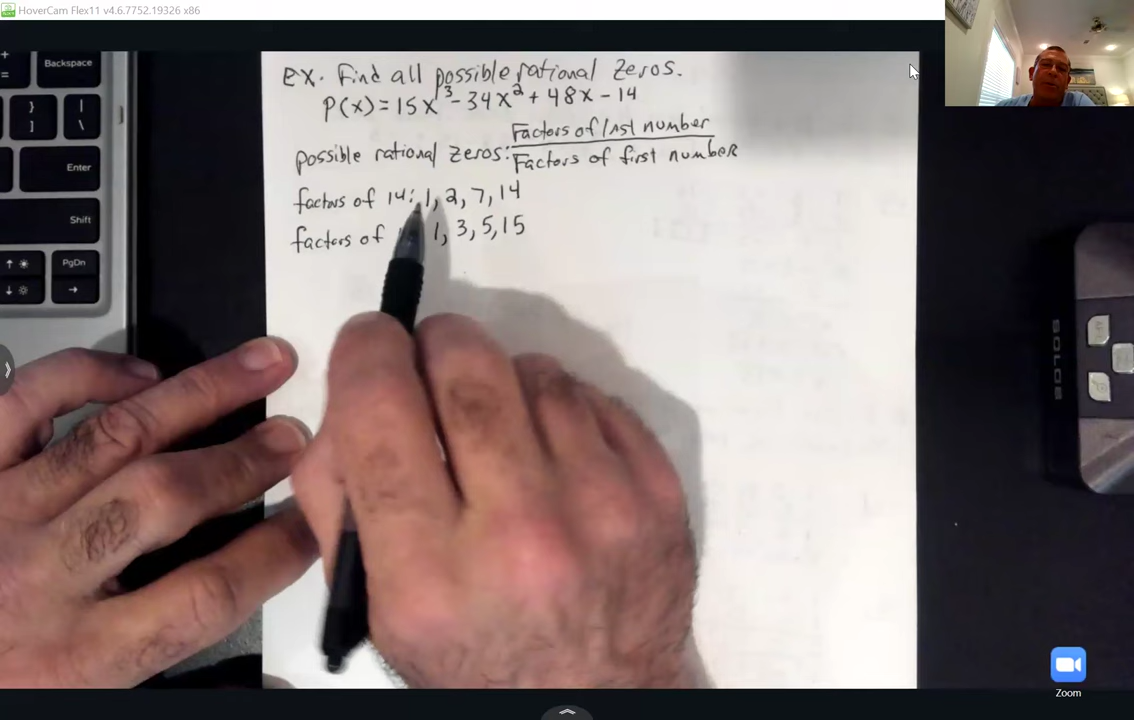 HoverCam Flex11 v4.6.7752.19326 x86
Ex. Find all possible rational zeros.
P(x) = 15x³ - 34x² + 48x - 14
possible rational zeros: Factors of last number / Factors of first number
factors of 14: 1, 2, 7, 14
factors of 1, 3, 5, 15
+ =
Backspace
} ]
| \
Enter
Shift
PgDn
SOLO8
Zoom